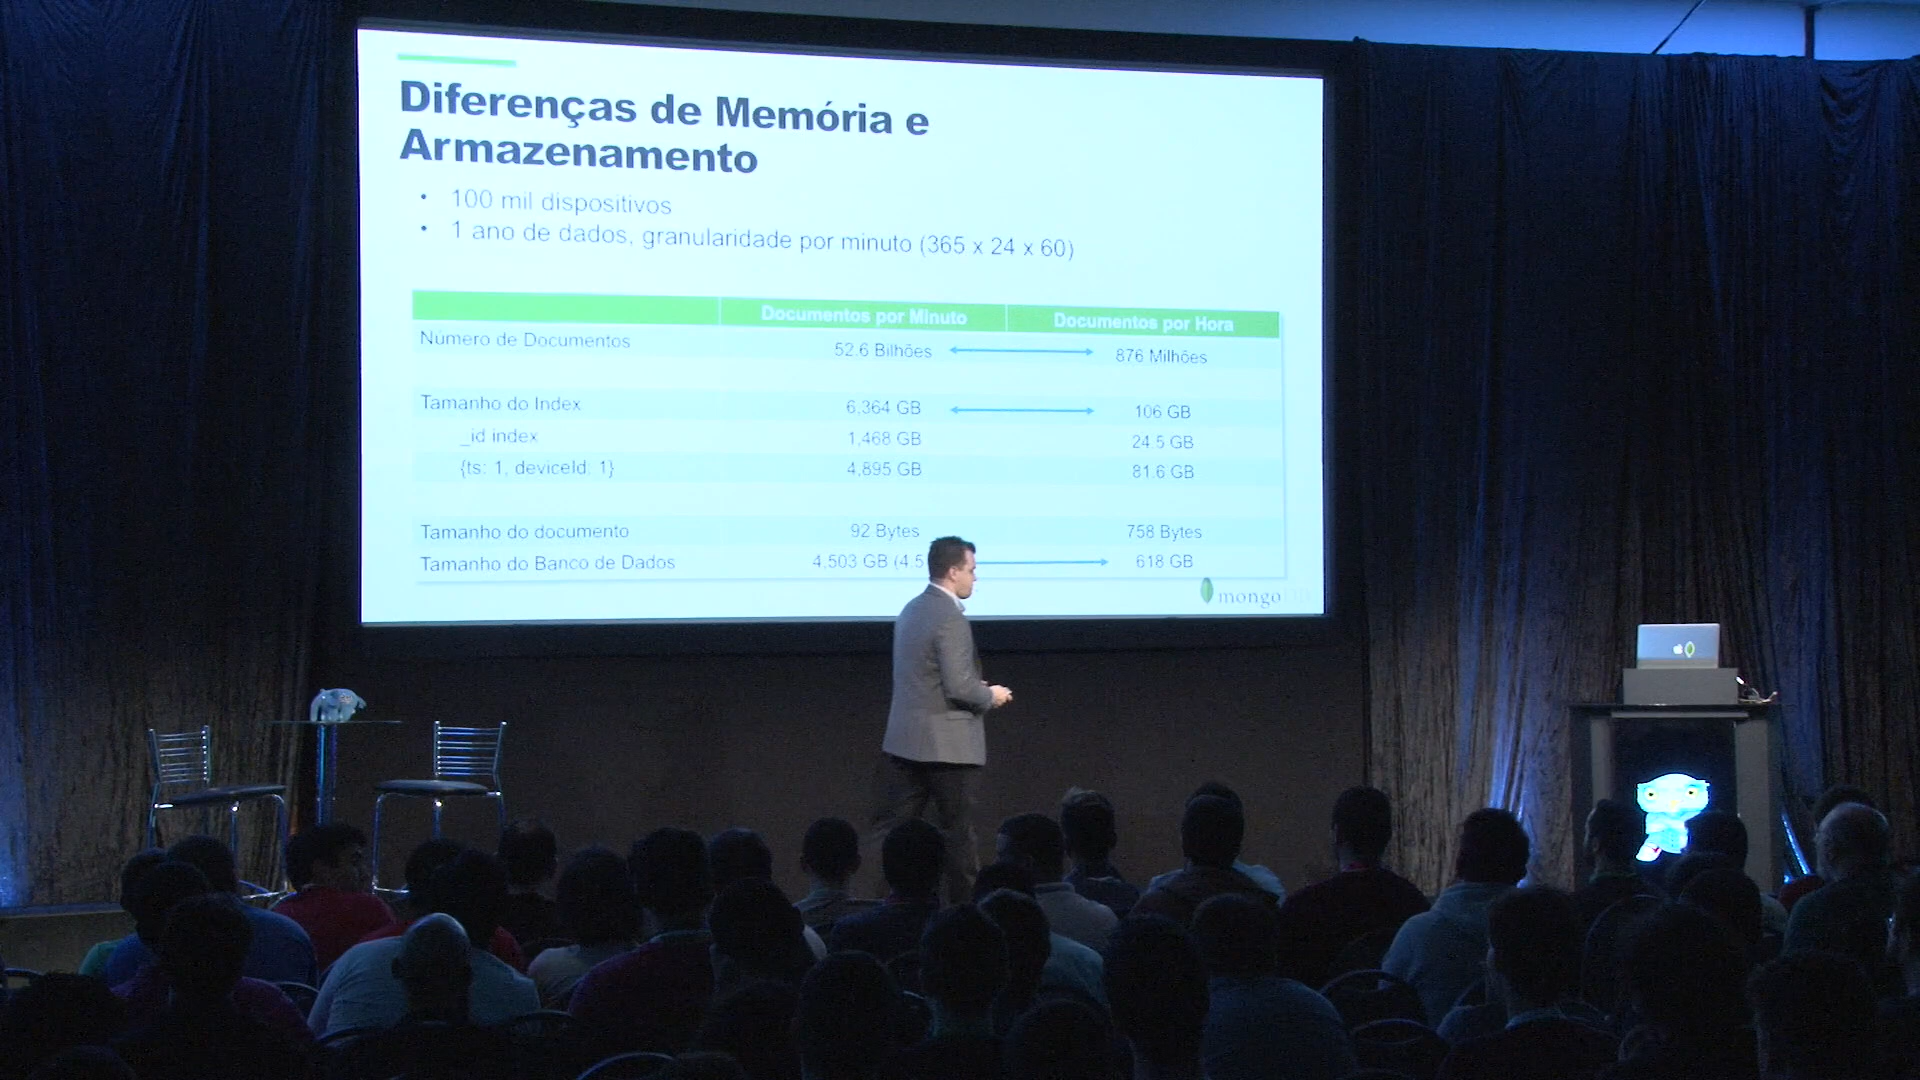 Diferenças de Memória e
Armazenamento
• 100 mil dispositivos
• 1 ano de dados, granularidade por minuto (365 x 24 x 60)
Documentos por Minuto Documentos por Hora
Número de Documentos 52.6 Bilhões 876 Milhões
Tamanho do Index 6,364 GB 106 GB
_id index 1,468 GB 24.5 GB
{ts: 1, deviceId: 1} 4,895 GB 81.6 GB
Tamanho do documento 92 Bytes 758 Bytes
Tamanho do Banco de Dados 4,503 GB (4.5 618 GB
mongoDB